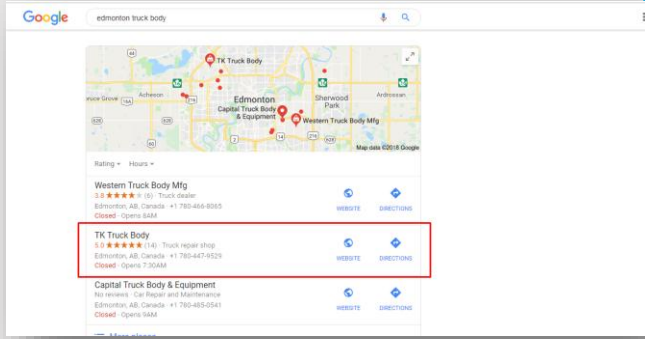 Google
edmonton truck body
TK Truck Body
Acheson
Edmonton
Sherwood
Park
Ardrossan
Capital Truck Body
& Equipment
Western Truck Body Mfg
Map data ©2018 Google
Rating Hours
Western Truck Body Mfg
3.8 (6) · Truck dealer
Edmonton, AB, Canada · +1 780-466-8065
Closed · Opens 8AM
WEBSITE DIRECTIONS
TK Truck Body
5.0 (14) · Truck repair shop
Edmonton, AB, Canada · +1 780-447-9529
Closed · Opens 7:30AM
WEBSITE DIRECTIONS
Capital Truck Body & Equipment
No reviews · Car Repair and Maintenance
Edmonton, AB, Canada · +1 780-485-0541
Closed · Opens 9AM
WEBSITE DIRECTIONS